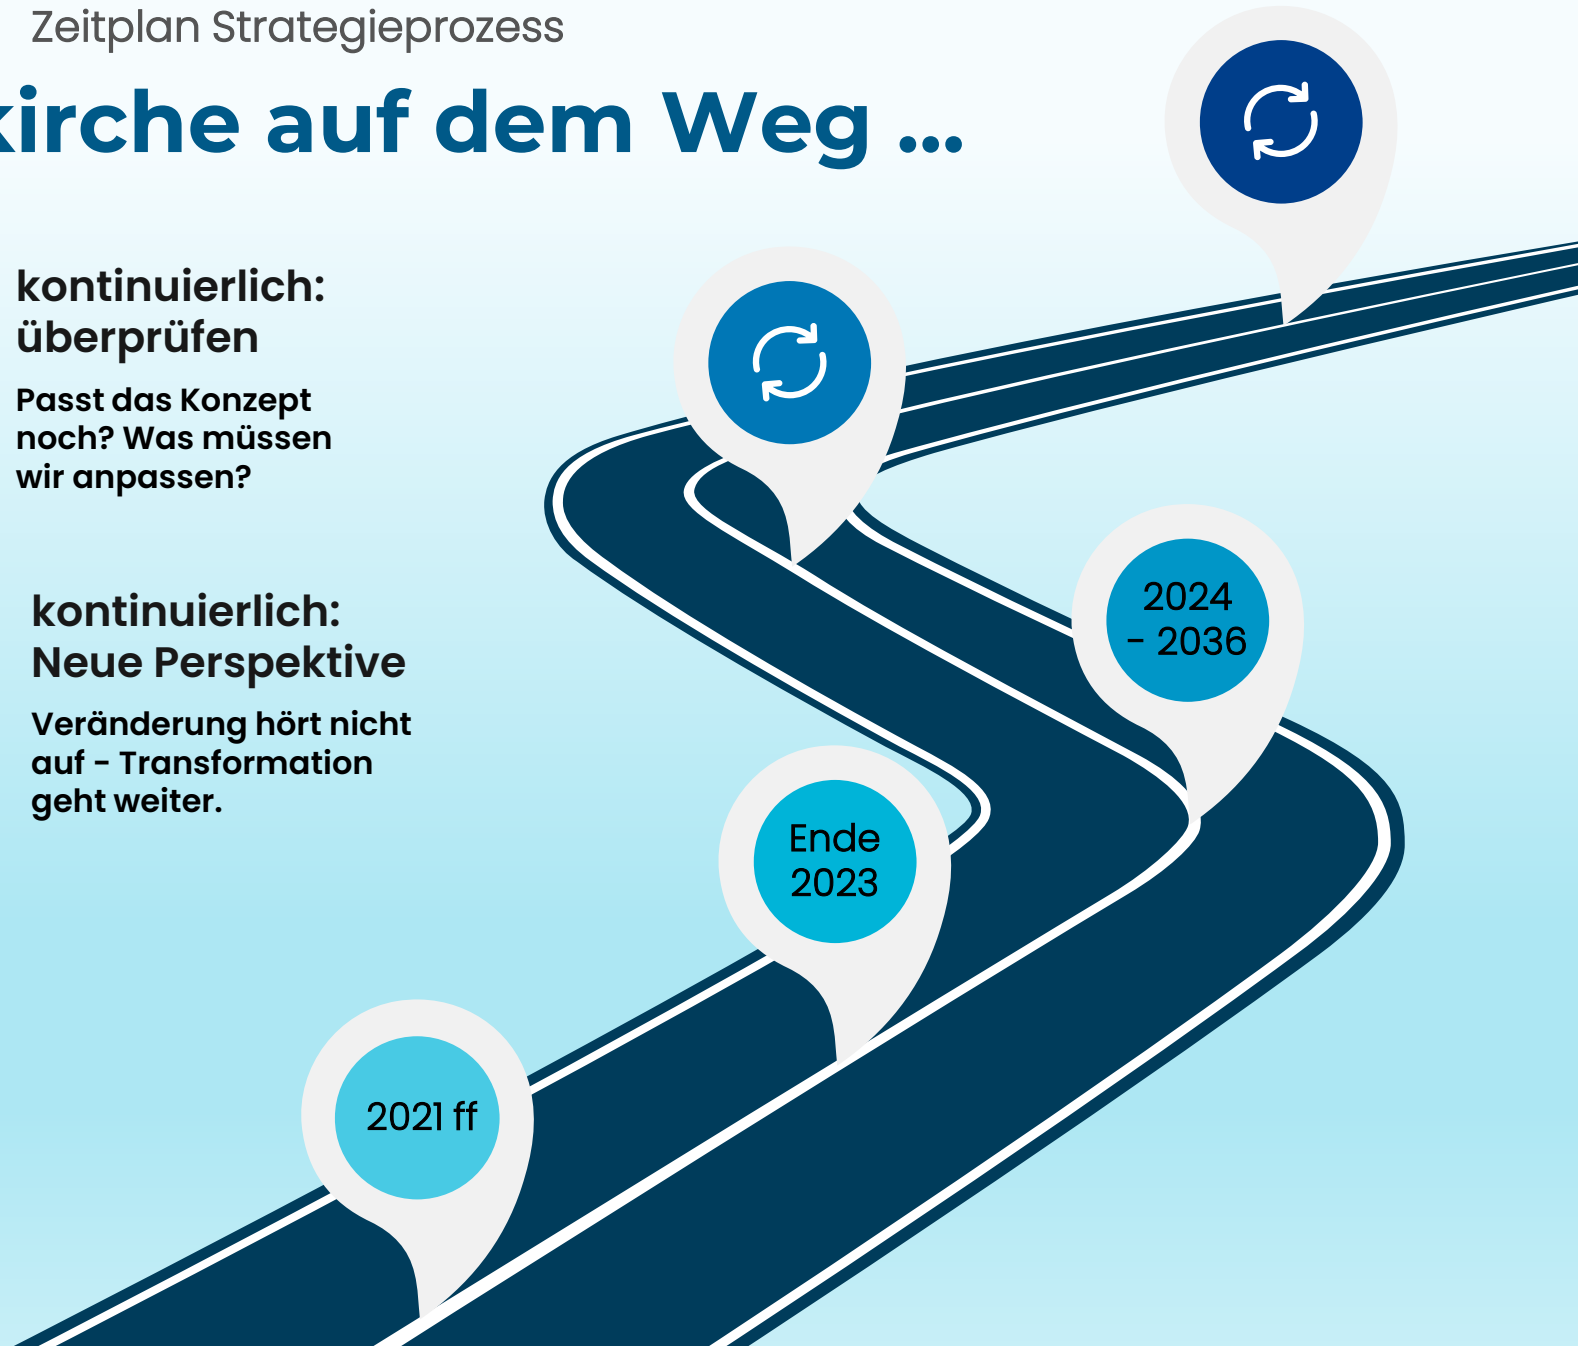 Zeitplan Strategieprozess
kirche auf dem Weg ...
kontinuierlich:
überprüfen
Passt das Konzept
noch? Was müssen
wir anpassen?
kontinuierlich:
Neue Perspektive
Veränderung hört nicht
auf - Transformation
geht weiter.
2024
- 2036
Ende
2023
2021 ff